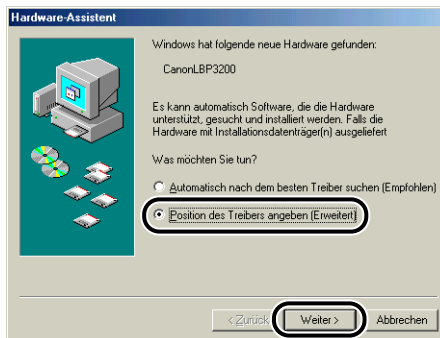 Hardware-Assistent
Windows hat folgende neue Hardware gefunden:
CanonLBP3200
Es kann automatisch Software, die die Hardware
unterstützt, gesucht und installiert werden. Falls die
Hardware mit Installationsdatenträger(n) ausgeliefert
Was möchten Sie tun?
Automatisch nach dem besten Treiber suchen (Empfohlen)
Position des Treibers angeben (Erweitert)
< Zurück Weiter > Abbrechen